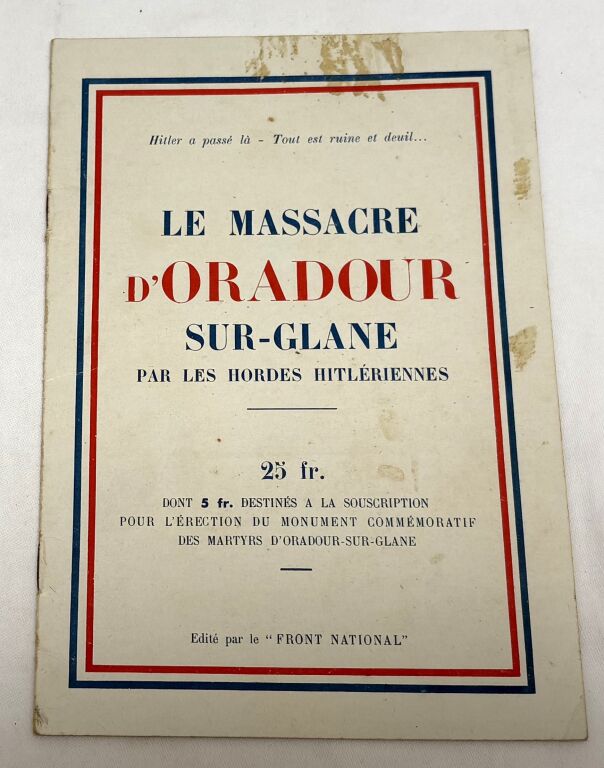 Hitler a passé là - Tout est ruine et deuil...
LE MASSACRE
D'ORADOUR
SUR-GLANE
PAR LES HORDES HITLÉRIENNES
25 fr.
DONT 5 fr. DESTINÉS A LA SOUSCRIPTION
POUR L'ÉRECTION DU MONUMENT COMMÉMORATIF
DES MARTYRS D'ORADOUR-SUR-GLANE
Edité par le "FRONT NATIONAL"